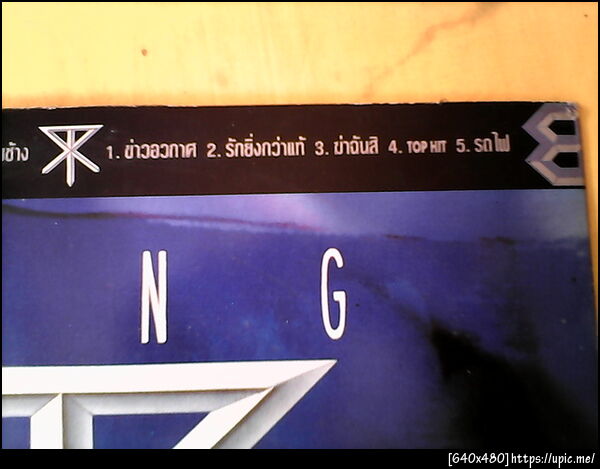 ช้าง 1. ข่าวอวกาศ 2. รักยิ่งกว่าแท้ 3. ฆ่าฉันสิ 4. TOP HIT 5. รถไฟ
N G
[640x480]https://upic.me/